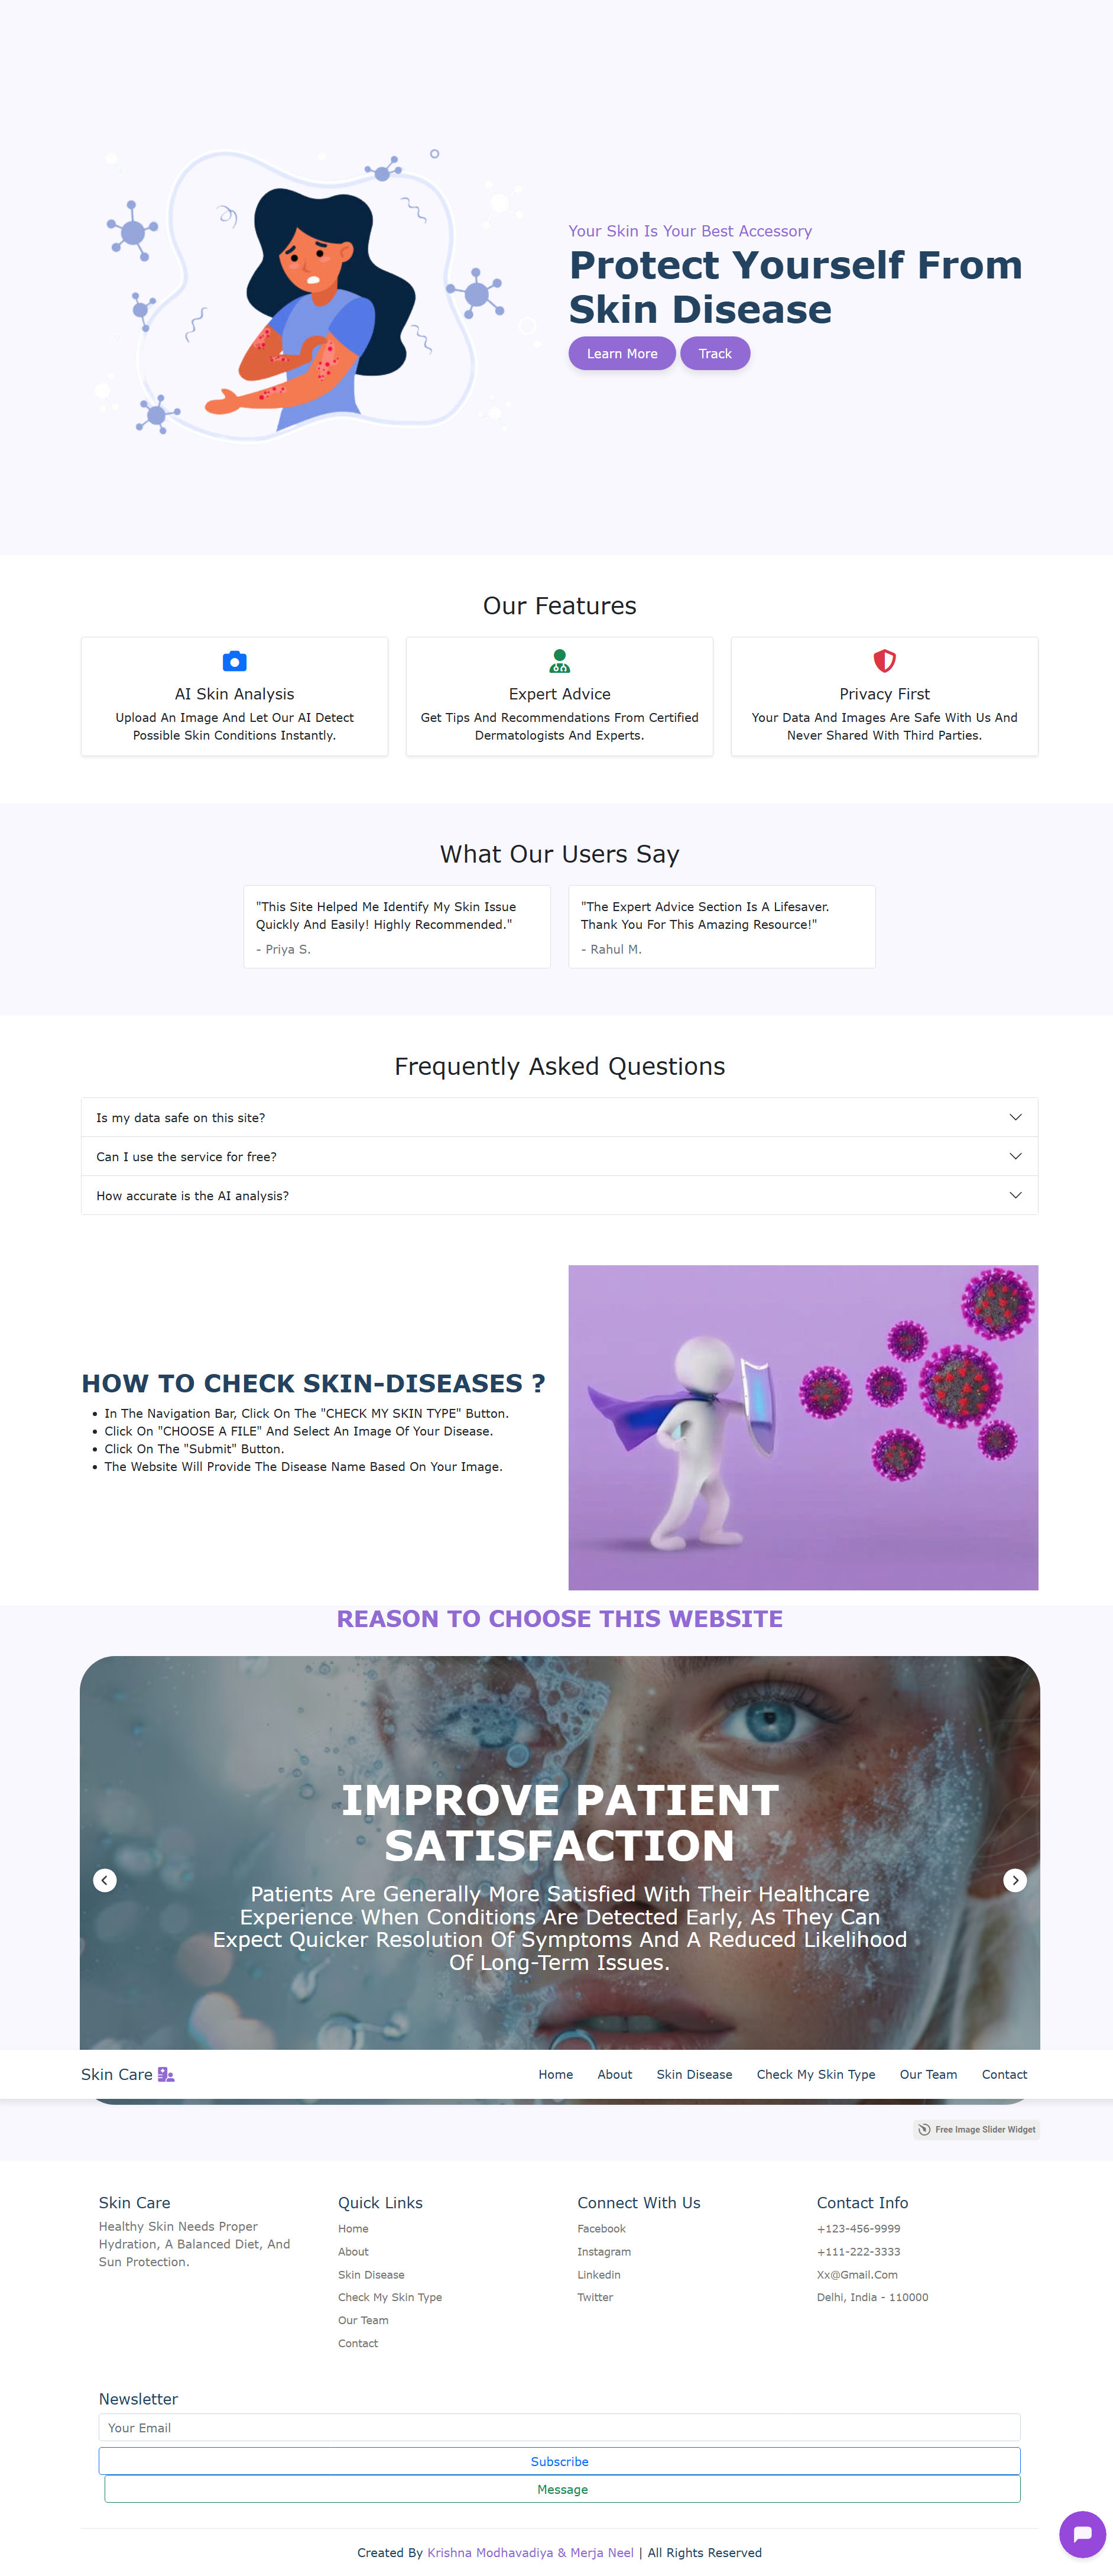 Your Skin Is Your Best Accessory
Protect Yourself From
Skin Disease
Learn More
Track
Our Features
AI Skin Analysis
Upload An Image And Let Our AI Detect
Possible Skin Conditions Instantly.
Expert Advice
Get Tips And Recommendations From Certified
Dermatologists And Experts.
Privacy First
Your Data And Images Are Safe With Us And
Never Shared With Third Parties.
What Our Users Say
"This Site Helped Me Identify My Skin Issue
Quickly And Easily! Highly Recommended."
- Priya S.
"The Expert Advice Section Is A Lifesaver.
Thank You For This Amazing Resource!"
- Rahul M.
Frequently Asked Questions
Is my data safe on this site?
Can I use the service for free?
How accurate is the AI analysis?
HOW TO CHECK SKIN-DISEASES ?
• In The Navigation Bar, Click On The "CHECK MY SKIN TYPE" Button.
• Click On "CHOOSE A FILE" And Select An Image Of Your Disease.
• Click On The "Submit" Button.
• The Website Will Provide The Disease Name Based On Your Image.
REASON TO CHOOSE THIS WEBSITE
IMPROVE PATIENT
SATISFACTION
Patients Are Generally More Satisfied With Their Healthcare
Experience When Conditions Are Detected Early, As They Can
Expect Quicker Resolution Of Symptoms And A Reduced Likelihood
Of Long-Term Issues.
Skin Care
Home
About
Skin Disease
Check My Skin Type
Our Team
Contact
Free Image Slider Widget
Skin Care
Healthy Skin Needs Proper
Hydration, A Balanced Diet, And
Sun Protection.
Quick Links
Home
About
Skin Disease
Check My Skin Type
Our Team
Contact
Connect With Us
Facebook
Instagram
Linkedin
Twitter
Contact Info
+123-456-9999
+111-222-3333
Xx@Gmail.Com
Delhi, India - 110000
Newsletter
Your Email
Subscribe
Message
Created By Krishna Modhavadiya & Merja Neel | All Rights Reserved